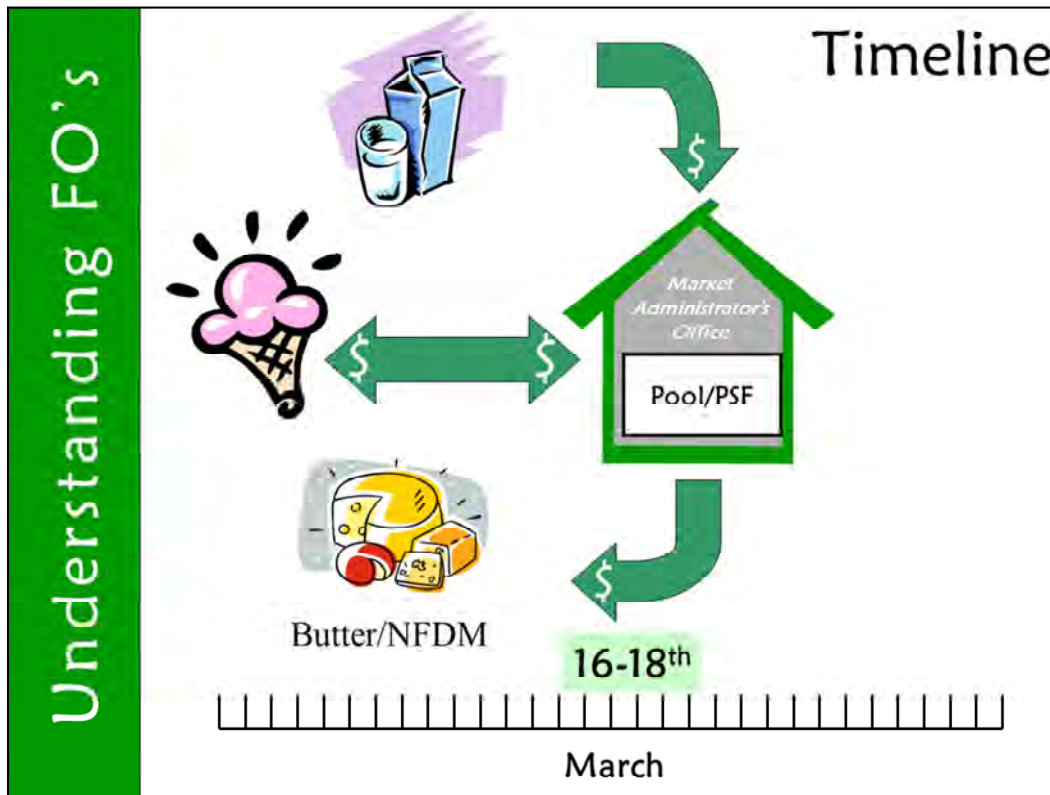 Understanding FO's
Timeline
$
Market
Administrator's
Office
Pool/PSF
$ $
$
Butter/NFDM
16-18th
March